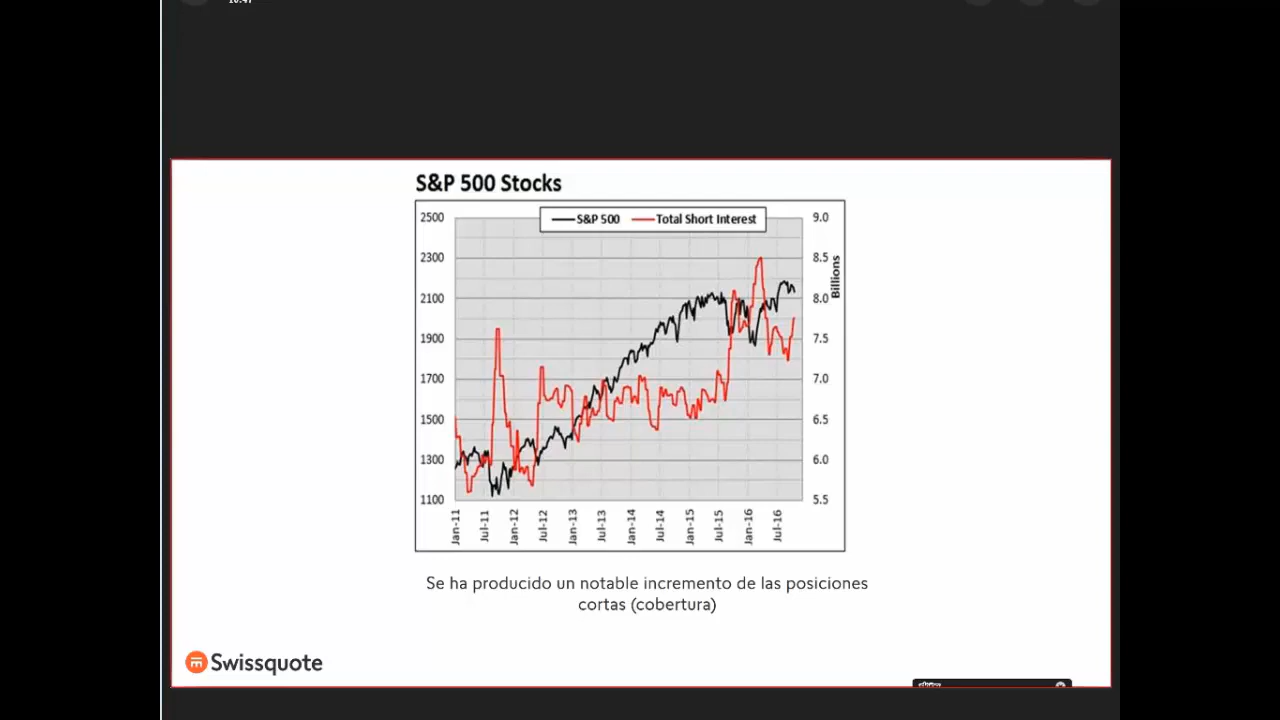 S&P 500 Stocks
S&P 500 Total Short Interest
2500 9.0
2300 8.5
2100 8.0
1900 7.5
1700 7.0
1500 6.5
1300 6.0
1100 5.5
Billions
Jan-11 Jul-11 Jan-12 Jul-12 Jan-13 Jul-13 Jan-14 Jul-14 Jan-15 Jul-15 Jan-16 Jul-16
Se ha producido un notable incremento de las posiciones
cortas (cobertura)
Swissquote